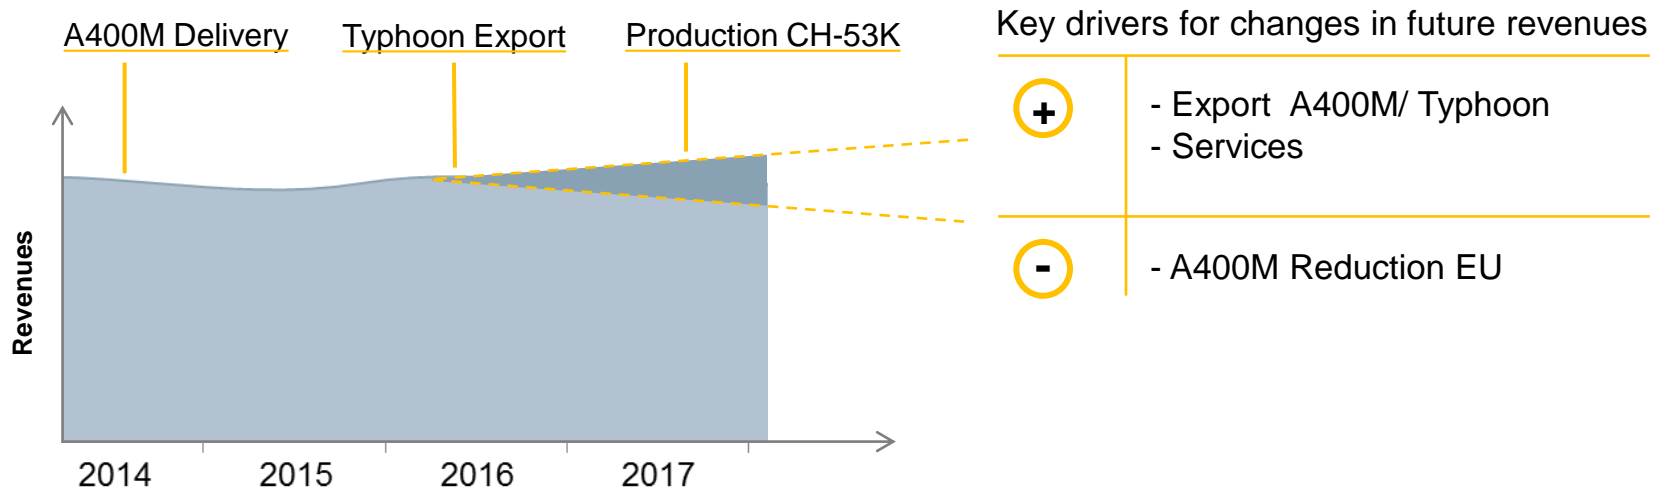 A400M Delivery
Typhoon Export
Production CH-53K
Key drivers for changes in future revenues
+
- Export  A400M/ Typhoon
- Services
-
- A400M Reduction EU
Revenues
2014
2015
2016
2017